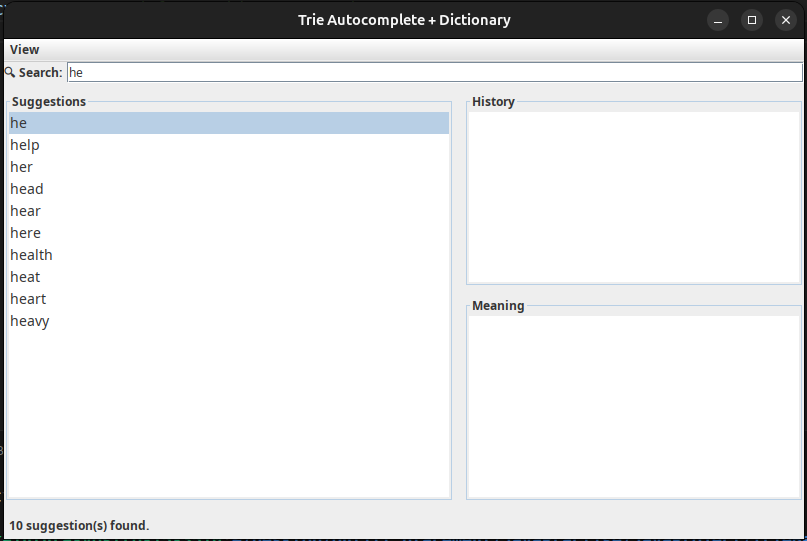 Trie Autocomplete + Dictionary
View
Search: he
Suggestions
he
help
her
head
hear
here
health
heat
heart
heavy
History
Meaning
10 suggestion(s) found.